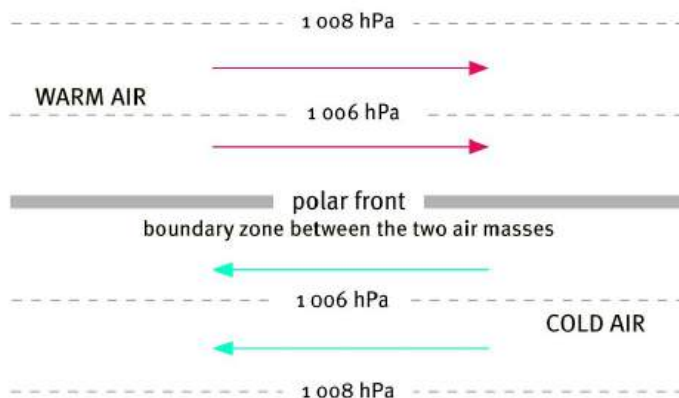 1 008 hPa
WARM AIR
1 006 hPa
polar front
boundary zone between the two air masses
1 006 hPa
COLD AIR
1 008 hPa